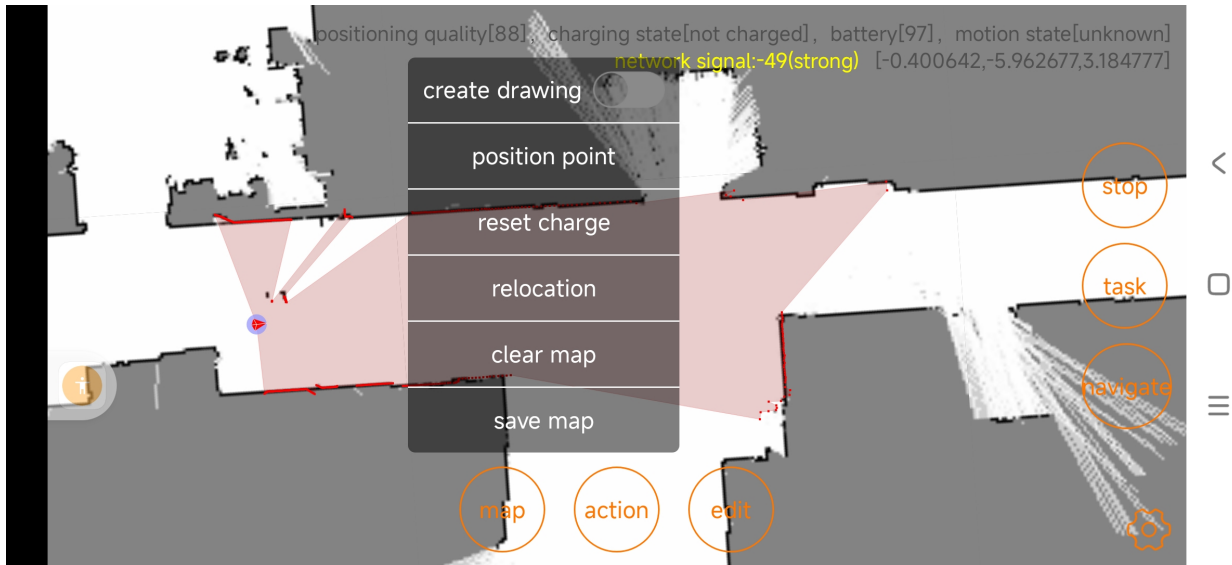 positioning quality[88], charging state[not charged], battery[97], motion state[unknown]
network signal:-49(strong) [-0.400642,-5.962677,3.184777]
create drawing
position point
reset charge
relocation
clear map
save map
stop
task
navigate
map
action
edit